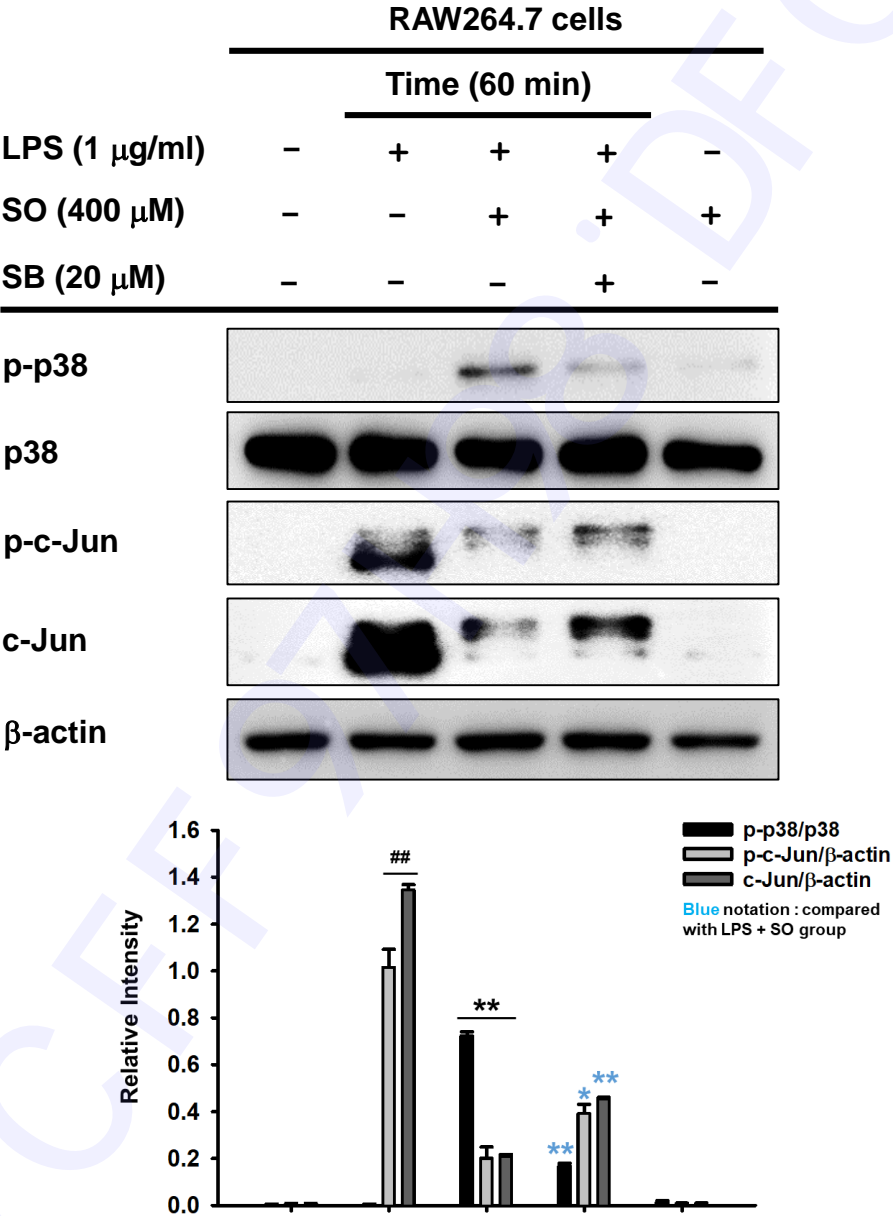 RAW264.7 cells
Time (60 min)
LPS (1 μg/ml) − + + + −
SO (400 μM) − − + + +
SB (20 μM) − − − + −
p-p38
p38
p-c-Jun
c-Jun
β-actin
p-p38/p38
p-c-Jun/β-actin
c-Jun/β-actin
Blue notation : compared
with LPS + SO group
Relative Intensity
1.6
1.4
1.2
1.0
0.8
0.6
0.4
0.2
0.0
##
**
**
*
**